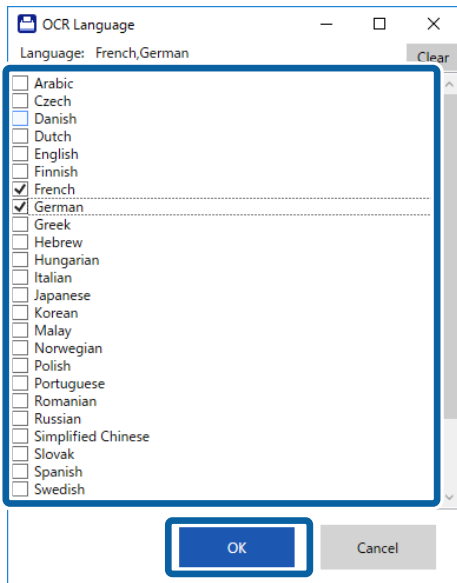 OCR Language
Language: French,German
Clear
Arabic
Czech
Danish
Dutch
English
Finnish
French
German
Greek
Hebrew
Hungarian
Italian
Japanese
Korean
Malay
Norwegian
Polish
Portuguese
Romanian
Russian
Simplified Chinese
Slovak
Spanish
Swedish
OK Cancel